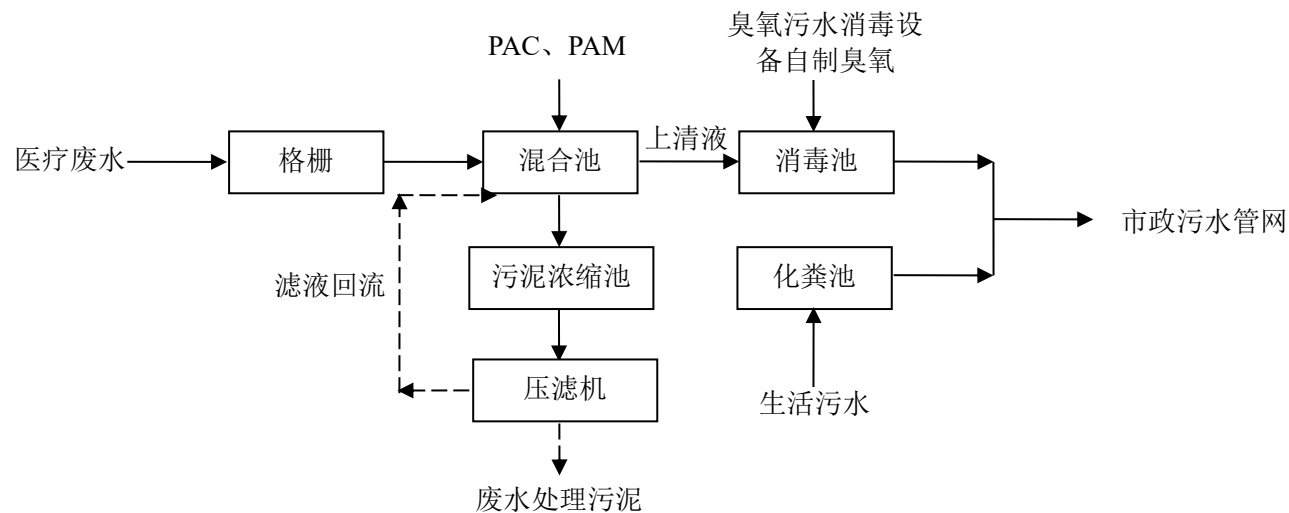 臭氧污水消毒设
备自制臭氧
PAC、PAM
医疗废水
格栅
混合池
上清液
消毒池
市政污水管网
滤液回流
污泥浓缩池
化粪池
压滤机
生活污水
废水处理污泥